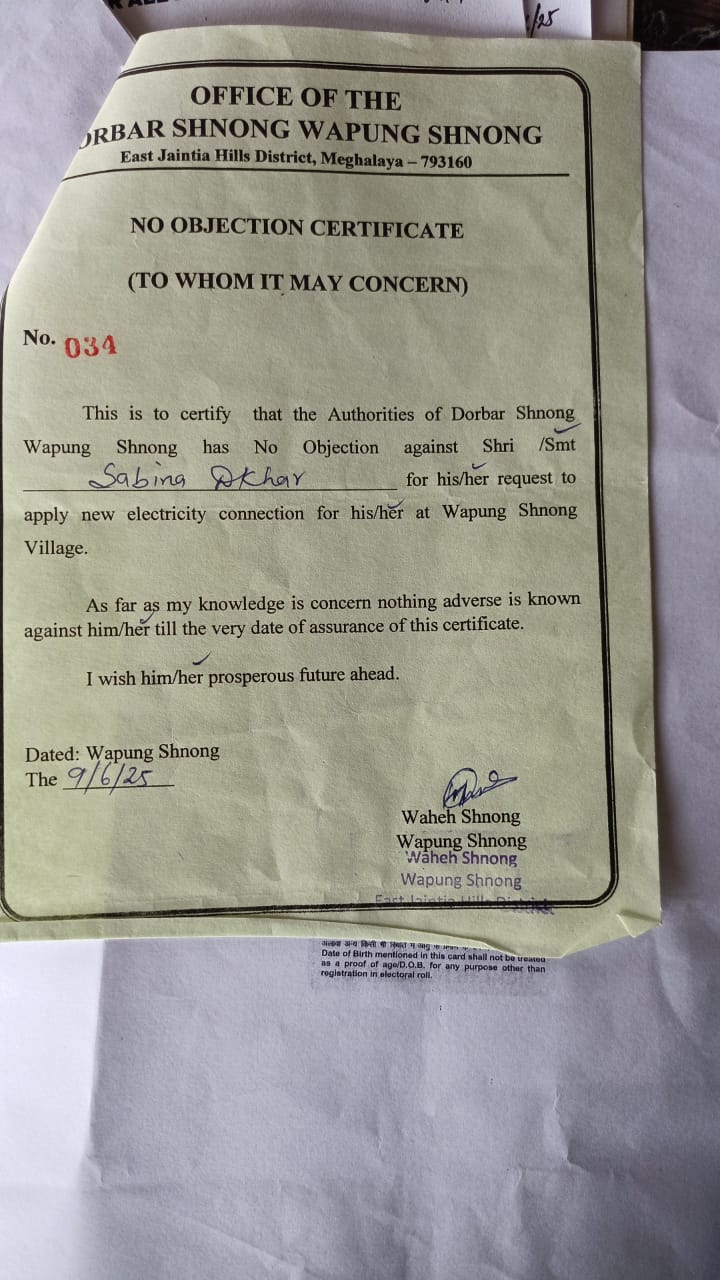 /25
OFFICE OF THE
ORBAR SHNONG WAPUNG SHNONG
East Jaintia Hills District, Meghalaya – 793160
NO OBJECTION CERTIFICATE
(TO WHOM IT MAY CONCERN)
No. 034
This is to certify that the Authorities of Dorbar Shnong
Wapung Shnong has No Objection against Shri /Smt
Sabina Dkhar for his/her request to
apply new electricity connection for his/her at Wapung Shnong
Village.
As far as my knowledge is concern nothing adverse is known
against him/her till the very date of assurance of this certificate.
I wish him/her prosperous future ahead.
Dated: Wapung Shnong
The 9/6/25
Waheh Shnong
Wapung Shnong
Waheh Shnong
Wapung Shnong
East Jaintia Hills District
Date of Birth mentioned in this card shall not be treated
as a proof of age/D.O.B. for any purpose other than
registration in electoral roll.